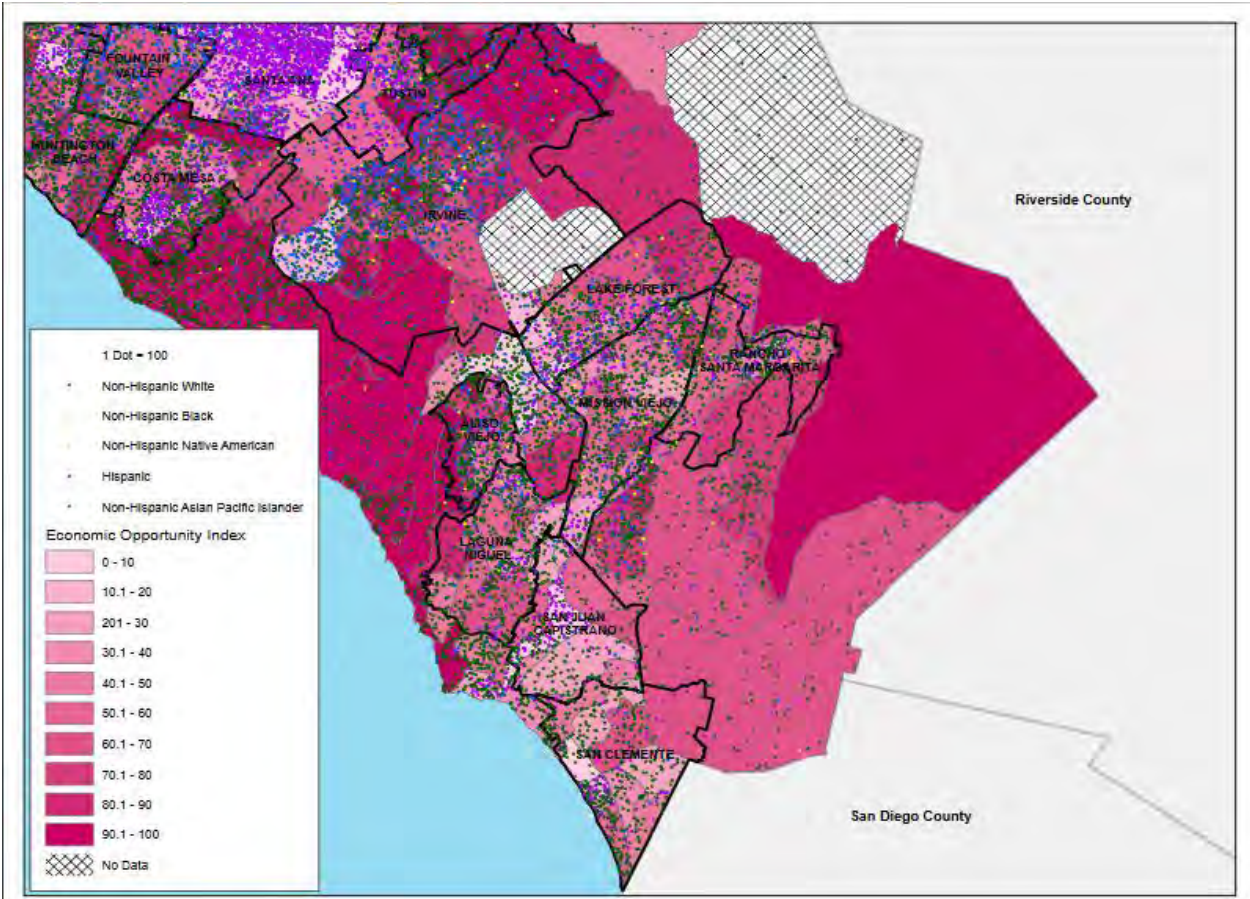 FOUNTAIN
VALLEY
SANTA ANA
TUSTIN
HUNTINGTON
BEACH
COSTA MESA
IRVINE
Riverside County
LAKE FOREST
RANCHO
SANTA MARGARITA
MISSION VIEJO
ALISO
VIEJO
LAGUNA
NIGUEL
SAN JUAN
CAPISTRANO
SAN CLEMENTE
San Diego County
1 Dot = 100
Non-Hispanic White
Non-Hispanic Black
Non-Hispanic Native American
Hispanic
Non-Hispanic Asian Pacific Islander
Economic Opportunity Index
0 - 10
10.1 - 20
201 - 30
30.1 - 40
40.1 - 50
50.1 - 60
60.1 - 70
70.1 - 80
80.1 - 90
90.1 - 100
No Data